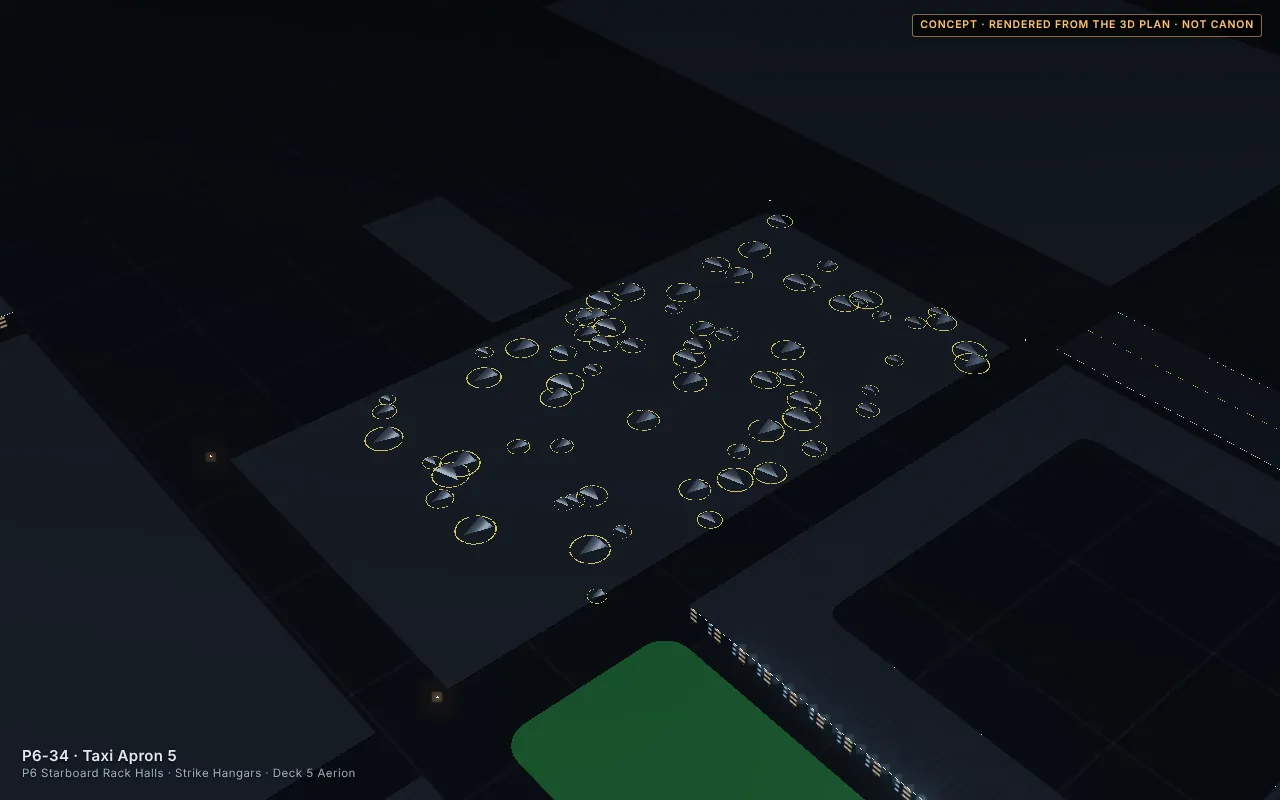 CONCEPT · RENDERED FROM THE 3D PLAN · NOT CANON
P6-34 · Taxi Apron 5
P6 Starboard Rack Halls · Strike Hangars · Deck 5 Aerion